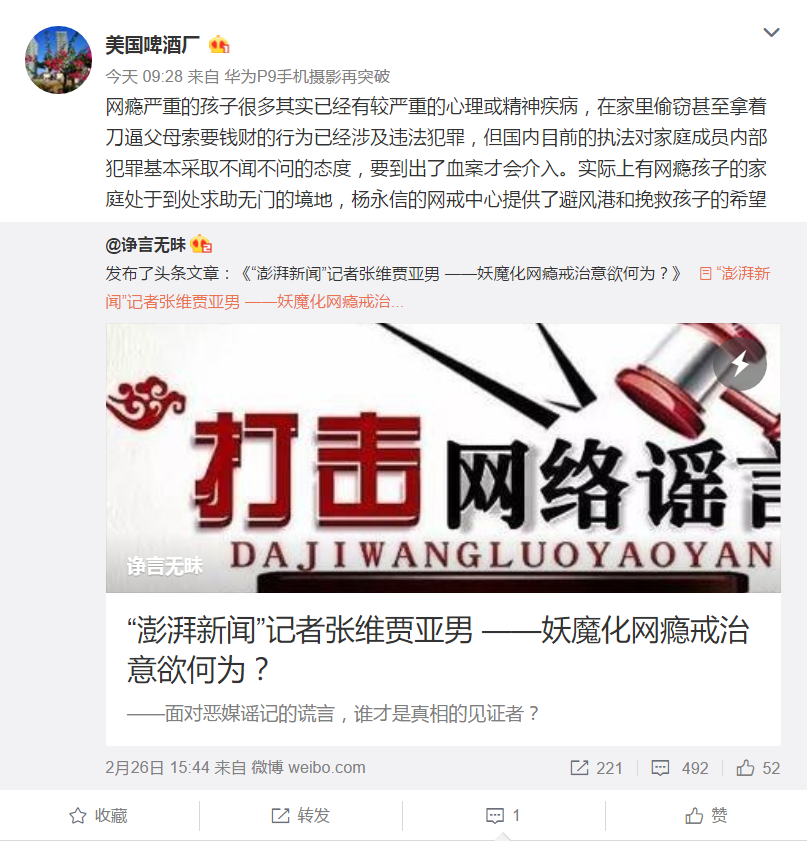 美国啤酒厂
今天 09:28 来自 华为P9手机摄影再突破
网瘾严重的孩子很多其实已经有较严重的心理或精神疾病，在家里偷窃甚至拿着
刀逼父母索要钱财的行为已经涉及违法犯罪，但国内目前的执法对家庭成员内部
犯罪基本采取不闻不问的态度，要到出了血案才会介入。实际上有网瘾孩子的家
庭处于到处求助无门的境地，杨永信的网戒中心提供了避风港和挽救孩子的希望
@诤言无昧
发布了头条文章：《“澎湃新闻”记者张维贾亚男 ——妖魔化网瘾戒治意欲何为？》 “澎湃新
闻”记者张维贾亚男 ——妖魔化网瘾戒治...
打击网络谣言
DAJIWANGLUOYAOYAN
诤言无昧
“澎湃新闻”记者张维贾亚男 ——妖魔化网瘾戒治
意欲何为？
——面对恶媒谣记的谎言，谁才是真相的见证者？
2月26日 15:44 来自 微博 weibo.com 221 492 52
收藏 转发 1 赞